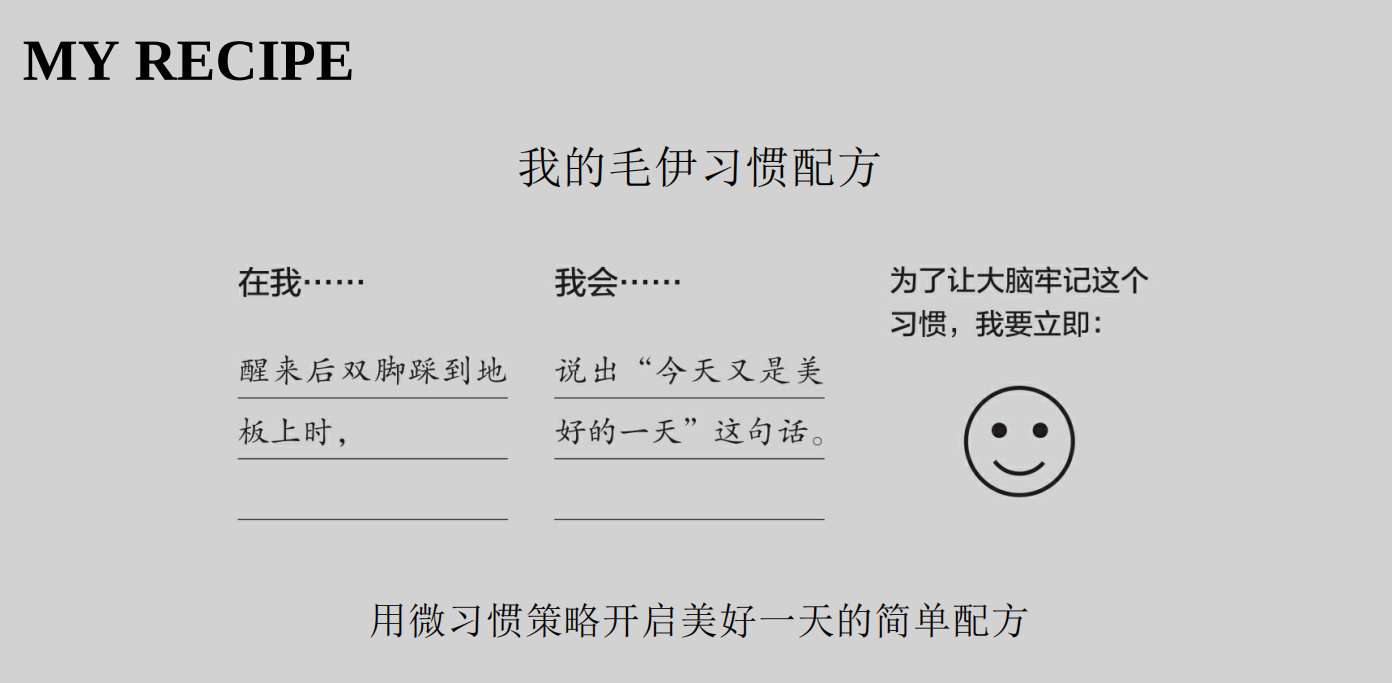 MY RECIPE
我的毛伊习惯配方
在我……
醒来后双脚踩到地
板上时，
我会……
说出“今天又是美
好的一天”这句话。
为了让大脑牢记这个
习惯，我要立即：
用微习惯策略开启美好一天的简单配方